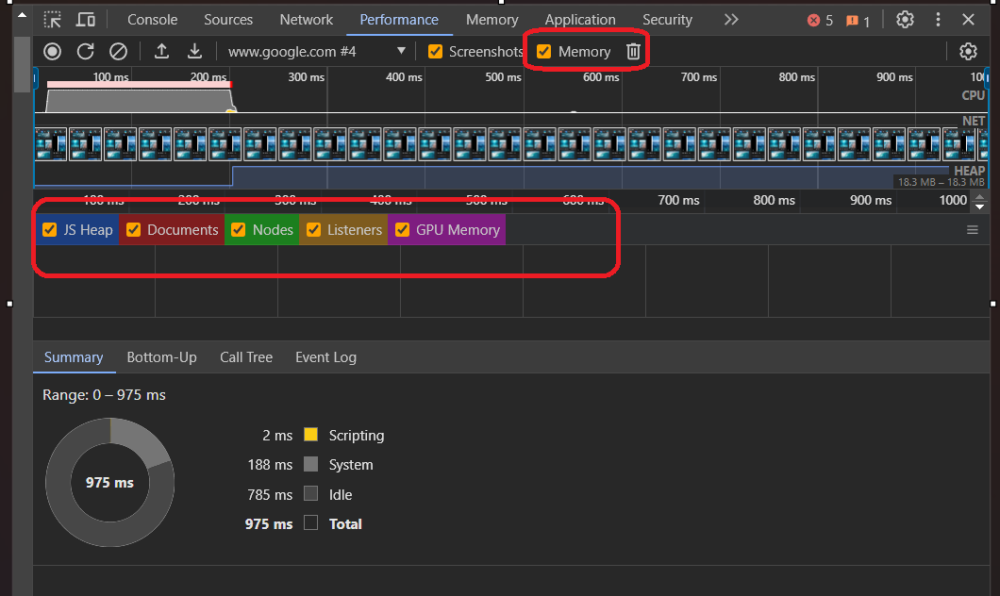 Console Sources Network Performance Memory Application Security 5 1
www.google.com #4 Screenshots Memory
100 ms 200 ms 300 ms 400 ms 500 ms 600 ms 700 ms 800 ms 900 ms 100
CPU
NET
HEAP
18.3 MB – 18.3 MB
100 ms 200 ms 300 ms 400 ms 500 ms 600 ms 700 ms 800 ms 900 ms 1000
JS Heap Documents Nodes Listeners GPU Memory
Summary Bottom-Up Call Tree Event Log
Range: 0 – 975 ms
2 ms Scripting
188 ms System
975 ms
785 ms Idle
975 ms Total